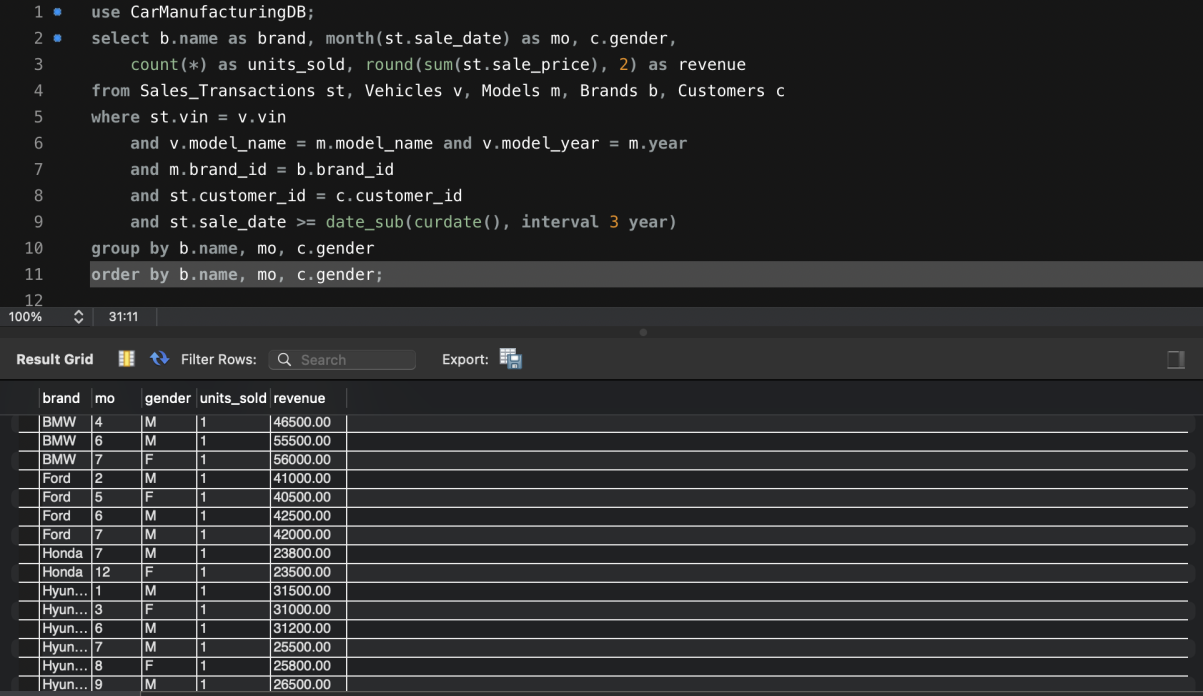 1 use CarManufacturingDB;
2 select b.name as brand, month(st.sale_date) as mo, c.gender,
3 count(*) as units_sold, round(sum(st.sale_price), 2) as revenue
4 from Sales_Transactions st, Vehicles v, Models m, Brands b, Customers c
5 where st.vin = v.vin
6 and v.model_name = m.model_name and v.model_year = m.year
7 and m.brand_id = b.brand_id
8 and st.customer_id = c.customer_id
9 and st.sale_date >= date_sub(curdate(), interval 3 year)
10 group by b.name, mo, c.gender
11 order by b.name, mo, c.gender;
12
100% 31:11
Result Grid Filter Rows: Search Export:
brand mo gender units_sold revenue
BMW 4 M 1 46500.00
BMW 6 M 1 55500.00
BMW 7 F 1 56000.00
Ford 2 M 1 41000.00
Ford 5 F 1 40500.00
Ford 6 M 1 42500.00
Ford 7 M 1 42000.00
Honda 7 M 1 23800.00
Honda 12 F 1 23500.00
Hyun... 1 M 1 31500.00
Hyun... 3 F 1 31000.00
Hyun... 6 M 1 31200.00
Hyun... 7 M 1 25500.00
Hyun... 8 F 1 25800.00
Hyun... 9 M 1 26500.00